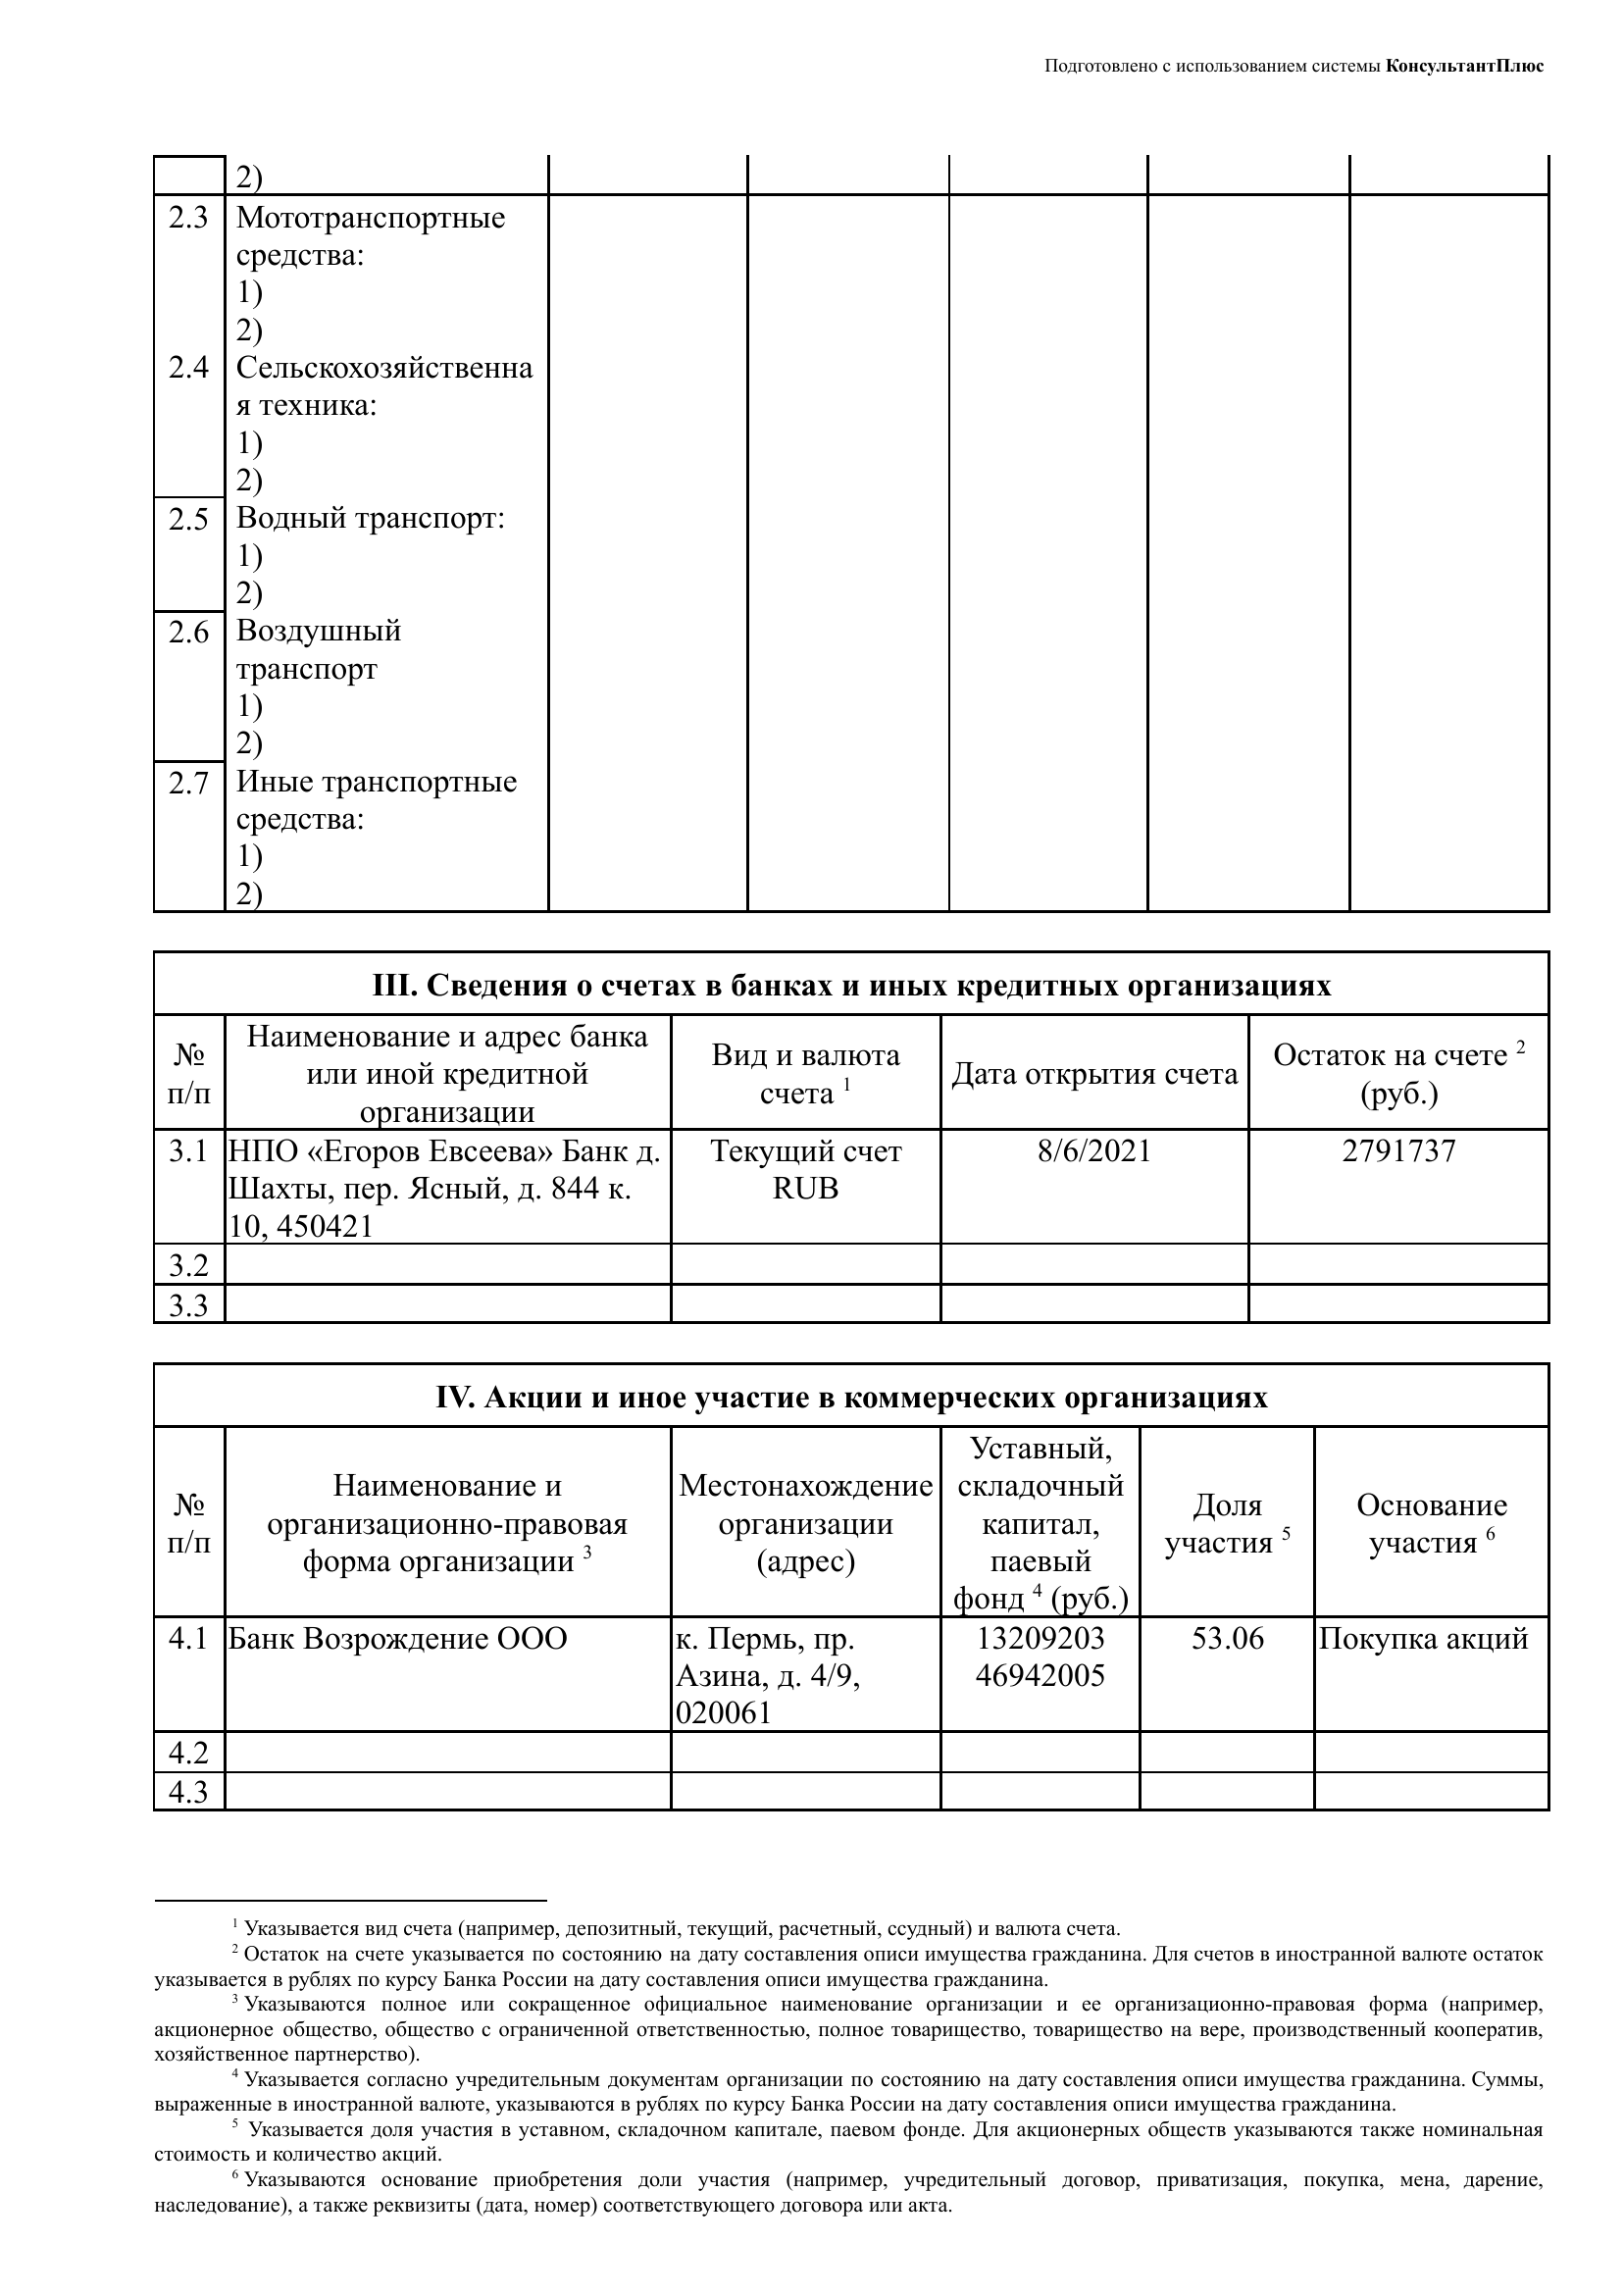 Подготовлено с использованием системы КонсультантПлюс
2)
2.3 Мототранспортные
средства:
1)
2)
2.4 Сельскохозяйственна
я техника:
1)
2)
2.5 Водный транспорт:
1)
2)
2.6 Воздушный
транспорт
1)
2)
2.7 Иные транспортные
средства:
1)
2)
III. Сведения о счетах в банках и иных кредитных организациях
№
п/п
Наименование и адрес банка
или иной кредитной
организации
Вид и валюта
счета 1
Дата открытия счета
Остаток на счете 2
(руб.)
3.1
НПО «Егоров Евсеева» Банк д.
Шахты, пер. Ясный, д. 844 к.
10, 450421
Текущий счет
RUB
8/6/2021
2791737
3.2
3.3
IV. Акции и иное участие в коммерческих организациях
№
п/п
Наименование и
организационно-правовая
форма организации 3
Местонахождение
организации
(адрес)
Уставный,
складочный
капитал,
паевый
фонд 4 (руб.)
Доля
участия 5
Основание
участия 6
4.1
Банк Возрождение ООО
к. Пермь, пр.
Азина, д. 4/9,
020061
13209203
46942005
53.06
Покупка акций
4.2
4.3
1 Указывается вид счета (например, депозитный, текущий, расчетный, ссудный) и валюта счета.
2 Остаток на счете указывается по состоянию на дату составления описи имущества гражданина. Для счетов в иностранной валюте остаток
указывается в рублях по курсу Банка России на дату составления описи имущества гражданина.
3 Указываются полное или сокращенное официальное наименование организации и ее организационно-правовая форма (например,
акционерное общество, общество с ограниченной ответственностью, полное товарищество, товарищество на вере, производственный кооператив,
хозяйственное партнерство).
4 Указывается согласно учредительным документам организации по состоянию на дату составления описи имущества гражданина. Суммы,
выраженные в иностранной валюте, указываются в рублях по курсу Банка России на дату составления описи имущества гражданина.
5 Указывается доля участия в уставном, складочном капитале, паевом фонде. Для акционерных обществ указываются также номинальная
стоимость и количество акций.
6 Указываются основание приобретения доли участия (например, учредительный договор, приватизация, покупка, мена, дарение,
наследование), а также реквизиты (дата, номер) соответствующего договора или акта.